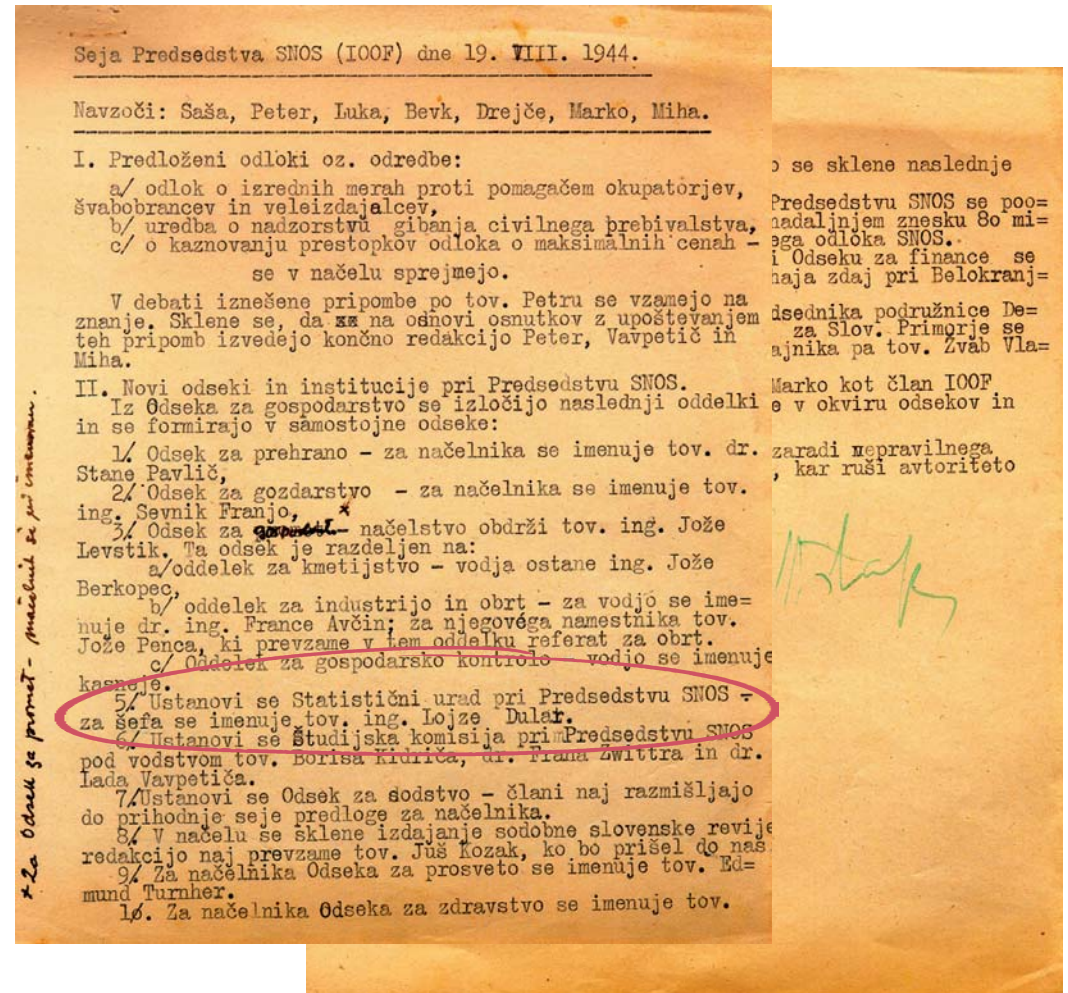 Seja Predsedstva SNOS (IOOF) dne 19. VIII. 1944.
Navzoči: Saša, Peter, Luka, Bevk, Drejče, Marko, Miha.
I. Predloženi odloki oz. odredbe:
a/ odlok o izrednih merah proti pomagačem okupatorjev,
švabobrancev in veleizdajalcev,
b/ uredba o nadzorstvu gibanja civilnega prebivalstva,
c/ o kaznovanju prestopkov odloka o maksimalnih cenah -
se v načelu sprejmejo.
V debati iznešene pripombe po tov. Petru se vzamejo na
znanje. Sklene se, da na odnovi osnutkov z upoštevanjem
teh pripomb izvedejo končno redakcijo Peter, Vavpetič in
Miha.
II. Novi odseki in institucije pri Predsedstvu SNOS.
Iz Odseka za gospodarstvo se izločijo naslednji oddelki
in se formirajo v samostojne odseke:
1/. Odsek za prehrano - za načelnika se imenuje tov. dr.
Stane Pavlič,
2/. Odsek za gozdarstvo - za načelnika se imenuje tov.
ing. Sevnik Franjo, x
3/. Odsek za načelstvo obdrži tov. ing. Jože
Levstik. Ta odsek je razdeljen na:
a/oddelek za kmetijstvo - vodja ostane ing. Jože
Berkopec,
b/ oddelek za industrijo in obrt - za vodjo se ime=
nuje dr. ing. France Avčin; za njegovéga namestnika tov.
Jože Penca, ki prevzame v tem oddelku referat za obrt.
c/ Oddelek za gospodarsko kontrolo - vodjo se imenuje
kasneje.
5/. Ustanovi se Statistični urad pri Predsedstvu SNOS -
za šefa se imenuje tov. ing. Lojze Dular.
6/. Ustanovi se Študijska komisija primPredsedstvu SNOS
pod vodstvom tov. Borisa Kidriča, dr. Frana Zwittra in dr.
Lada Vavpetiča.
7/.Ustanovi se Odsek za sodstvo - člani naj razmišljajo
do prihodnje seje predloge za načelnika.
8/. V načelu se sklene izdajanje sodobne slovenske revije
redakcijo naj prevzame tov. Juš Kozak, ko bo prišel do nas
9/. Za načelnika Odseka za prosveto se imenuje tov. Ed=
mund Turnher.
10. Za načelnika Odseka za zdravstvo se imenuje tov.
+ Za Odsek za promet - načelnik še ni imenovan.
o se sklene naslednje
Predsedstvu SNOS se poo=
nadaljnjem znesku 80 mi=
ega odloka SNOS.
i Odseku za finance se
haja zdaj pri Belokranj=
dsednika podružnice De=
za Slov. Primorje se
ajnika pa tov. Zvab Vla=
Marko kot član IOOF
e v okviru odsekov in
zaradi nepravilnega
, kar ruši avtoriteto